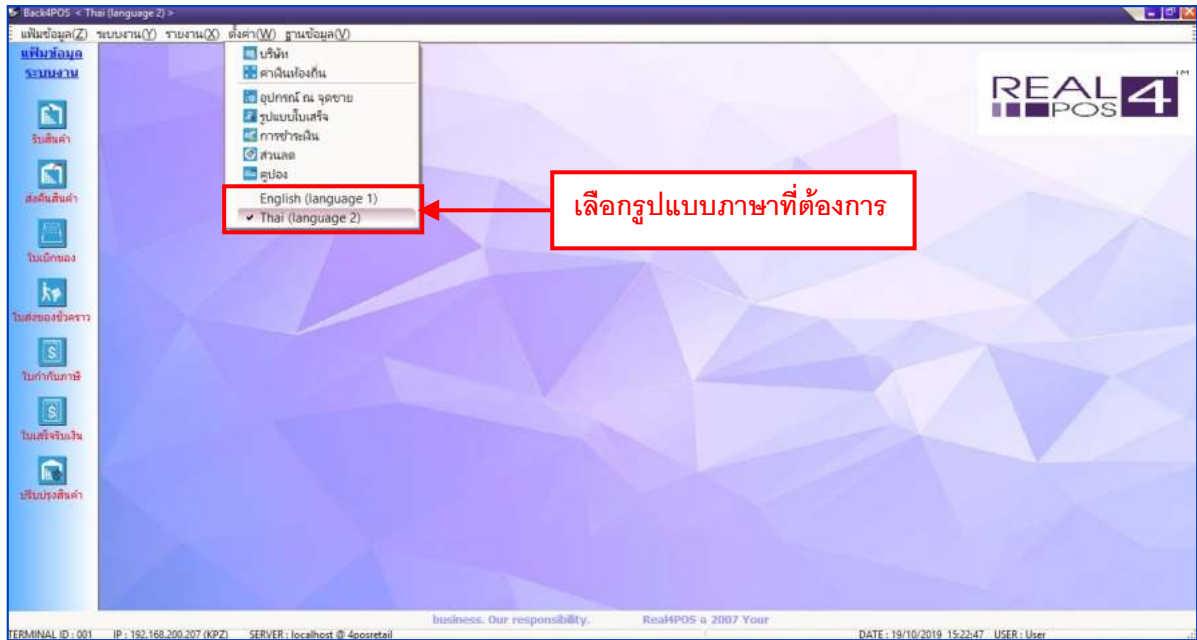 Back4POS < Thai (language 2) >
แฟ้มข้อมูล(Z) ระบบงาน(Y) รายงาน(X) ตั้งค่า(W) ฐานข้อมูล(V)
แฟ้มข้อมูล
ระบบงาน
รับสินค้า
ส่งคืนสินค้า
ใบเบิกของ
ใบส่งของชั่วคราว
ใบกำกับภาษี
ใบเสร็จรับเงิน
ปรับปรุงสินค้า
บริษัท
ค่าเงินท้องถิ่น
อุปกรณ์ ณ จุดขาย
รูปแบบใบเสร็จ
การชำระเงิน
ส่วนลด
คูปอง
English (language 1)
Thai (language 2)
เลือกรูปแบบภาษาที่ต้องการ
REAL 4 TM
POS
business. Our responsibility. Real4POS © 2007 Your
TERMINAL ID : 001 IP : 192.168.200.207 (KPZ) SERVER : localhost @ 4posretail DATE : 19/10/2019 15:22:47 USER : User